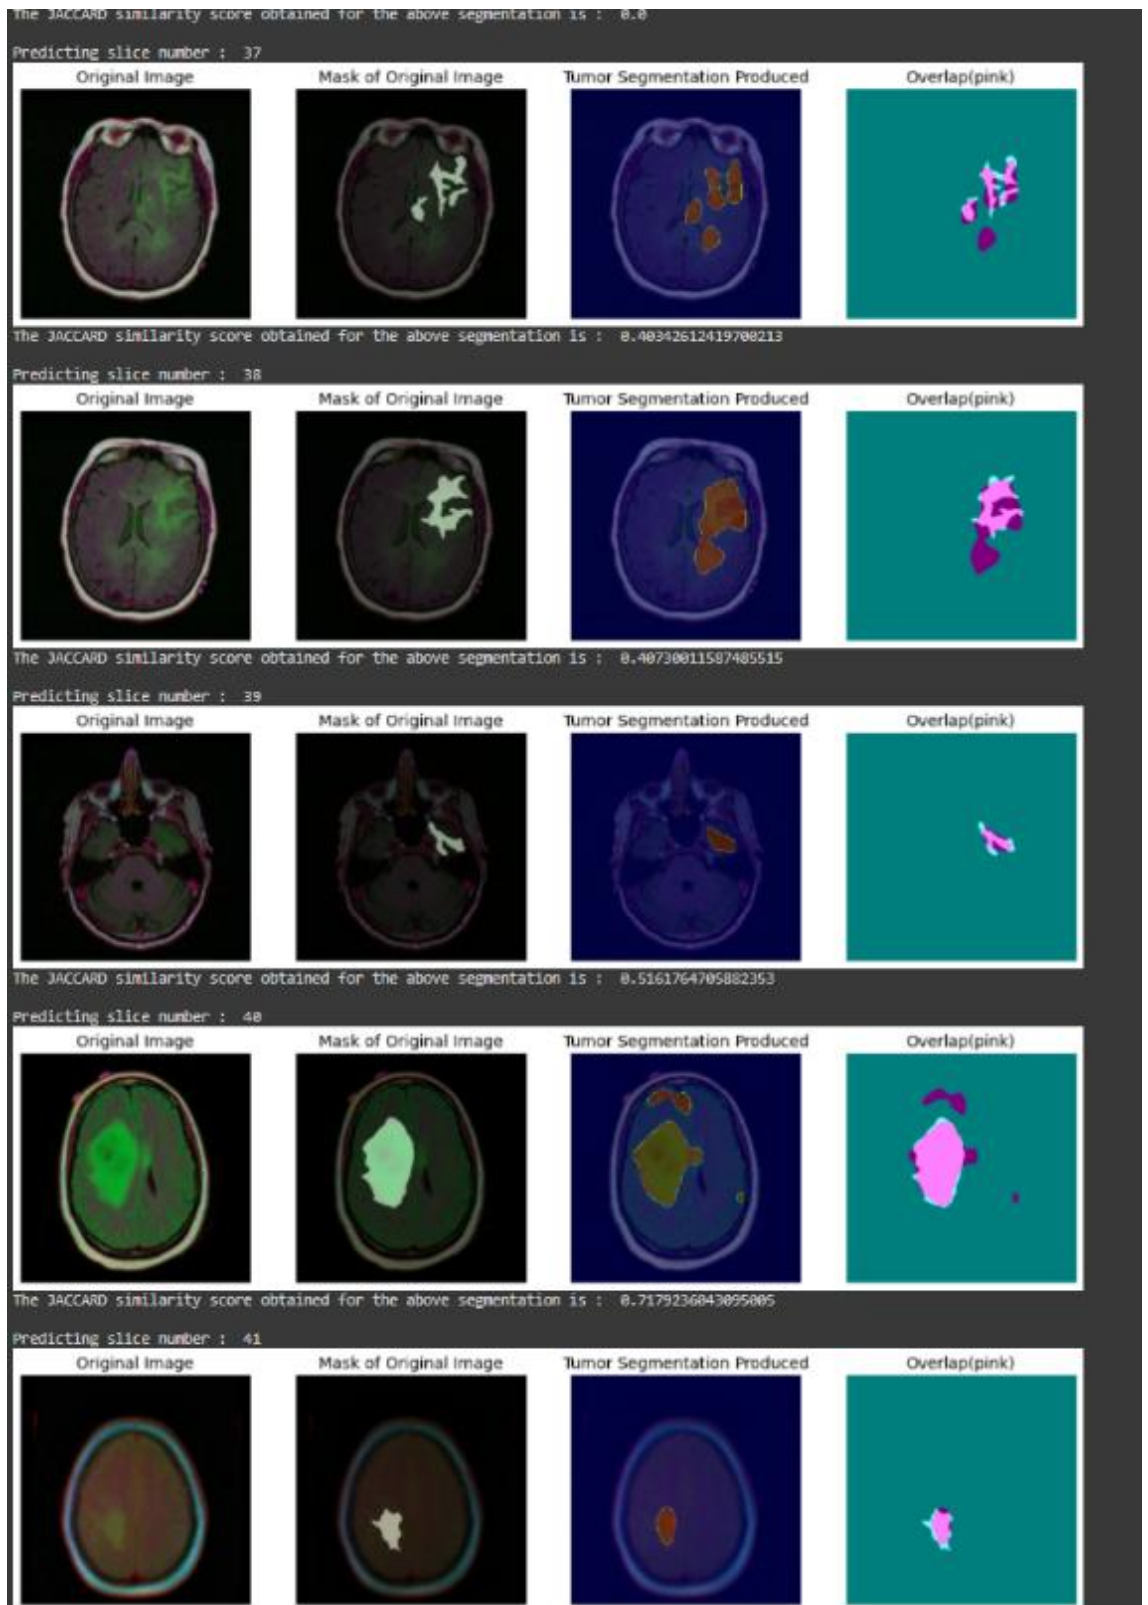 The JACCARD similarity score obtained for the above segmentation is :  0.0
Predicting slice number :  37
Original Image Mask of Original Image Tumor Segmentation Produced Overlap(pink)
The JACCARD similarity score obtained for the above segmentation is :  0.40342612419700213
Predicting slice number :  38
Original Image Mask of Original Image Tumor Segmentation Produced Overlap(pink)
The JACCARD similarity score obtained for the above segmentation is :  0.40730011587485515
Predicting slice number :  39
Original Image Mask of Original Image Tumor Segmentation Produced Overlap(pink)
The JACCARD similarity score obtained for the above segmentation is :  0.5161764705882353
Predicting slice number :  40
Original Image Mask of Original Image Tumor Segmentation Produced Overlap(pink)
The JACCARD similarity score obtained for the above segmentation is :  0.7179236043095005
Predicting slice number :  41
Original Image Mask of Original Image Tumor Segmentation Produced Overlap(pink)